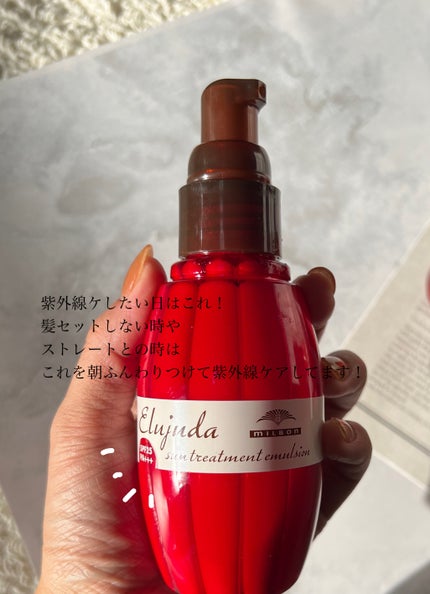 紫外線ケしたい日はこれ！
髪セットしない時や
ストレートとの時は
これを朝ふんわりつけて紫外線ケアしてます！
Elujuda
MILBON
SPF25
PA+++
sun treatment emulsion